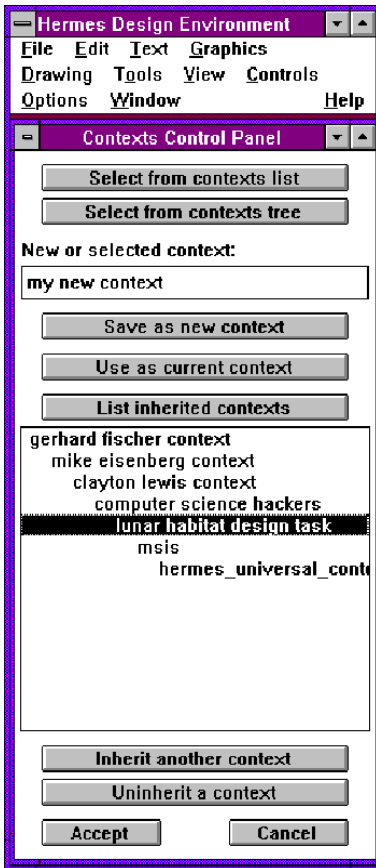 Hermes Design Environment
File Edit Text Graphics
Drawing Tools View Controls
Options Window Help
Contexts Control Panel
Select from contexts list
Select from contexts tree
New or selected context:
my new context
Save as new context
Use as current context
List inherited contexts
gerhard fischer context
mike eisenberg context
clayton lewis context
computer science hackers
lunar habitat design task
msis
hermes_universal_conte
Inherit another context
Uninherit a context
Accept Cancel